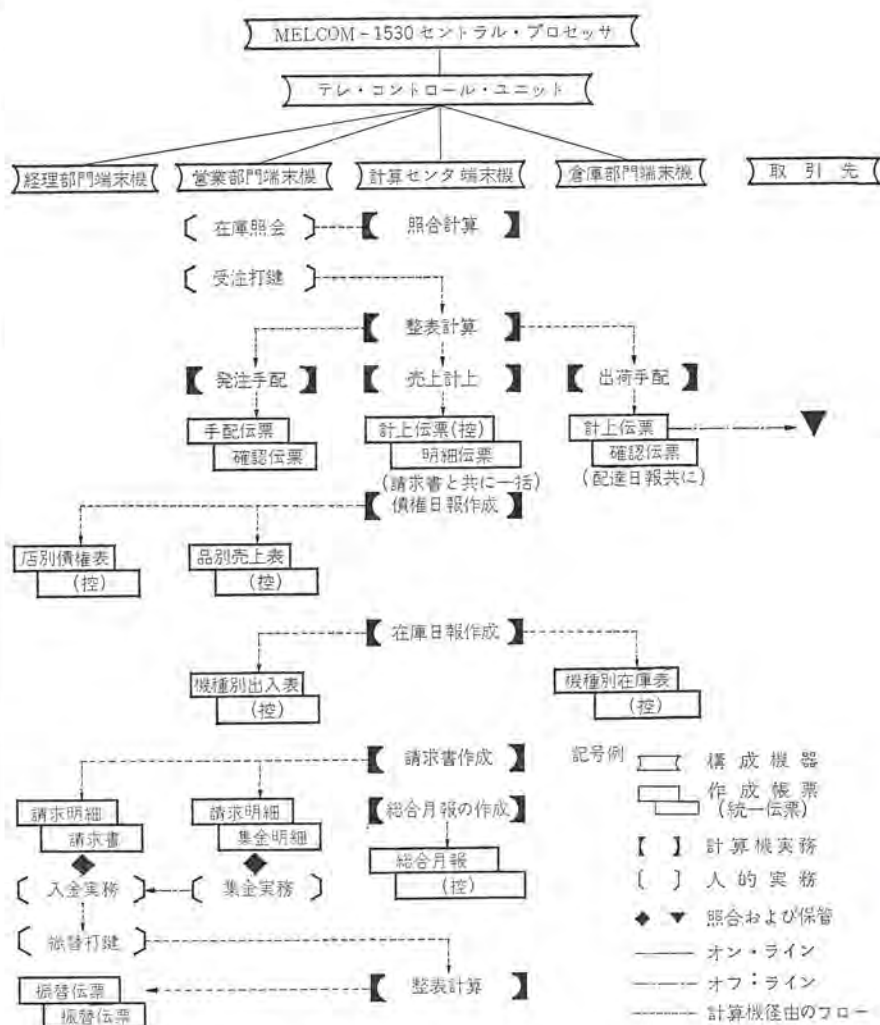 MELCOM-1530 セントラル・プロセッサ
テレ・コントロール・ユニット
経理部門端末機 営業部門端末機 計算センタ端末機 倉庫部門端末機 取引先
在庫照会 照合計算
受注打鍵
整表計算
発注手配 売上計上 出荷手配
手配伝票 計上伝票(控) 計上伝票
確認伝票 明細伝票 確認伝票
(請求書と共に一括) (配達日報共に)
債権日報作成
店別債権表 品別売上表
(控) (控)
在庫日報作成
機種別出入表 機種別在庫表
(控) (控)
請求書作成
請求明細 請求明細 総合月報の作成
請求書 集金明細
総合月報
(控)
入金実務 集金実務
振替打鍵
振替伝票 整表計算
振替伝票
記号例 構成機器
作成帳票
(統一伝票)
【 】 計算機実務
〔 〕 人的実務
◆ ▼ 照合および保管
オン・ライン
オフ・ライン
計算機径由のフロー